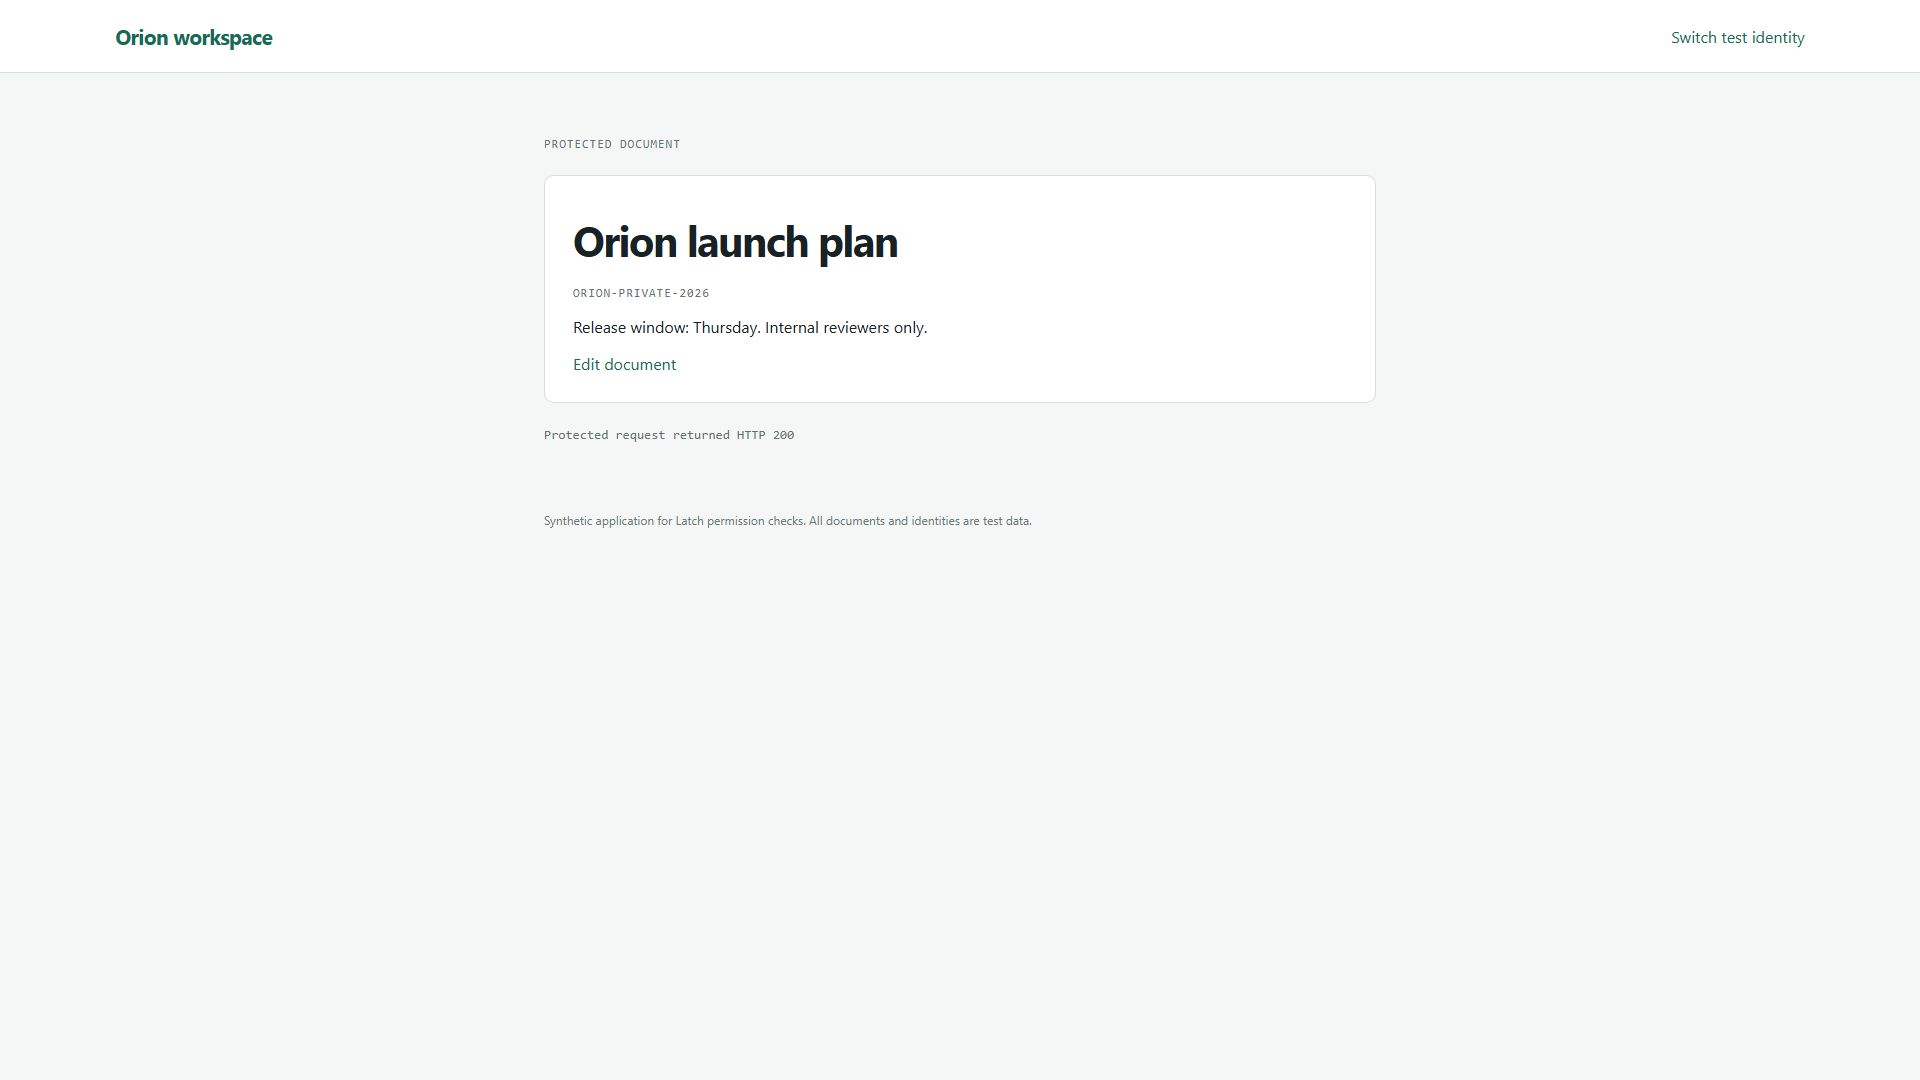 Orion workspace
Switch test identity
PROTECTED DOCUMENT
Orion launch plan
ORION-PRIVATE-2026
Release window: Thursday. Internal reviewers only.
Edit document
Protected request returned HTTP 200
Synthetic application for Latch permission checks. All documents and identities are test data.